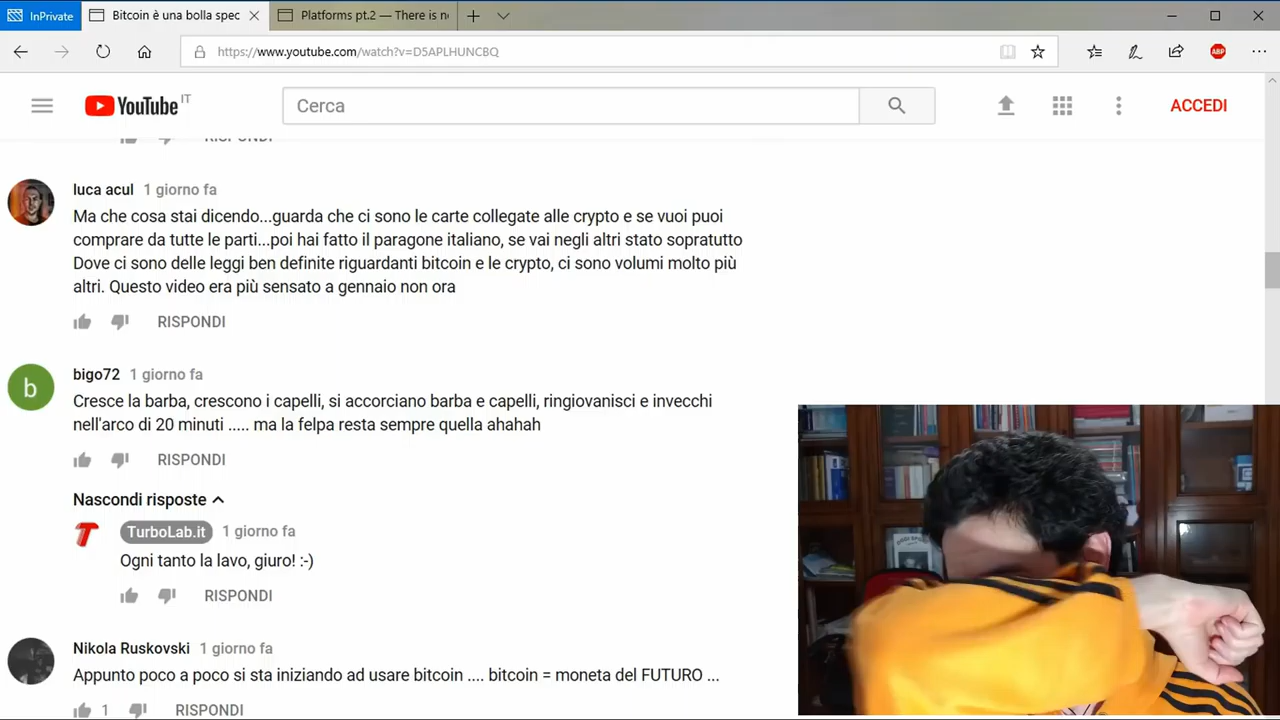 InPrivate
Bitcoin è una bolla spec
Platforms pt.2 — There is n
https://www.youtube.com/watch?v=D5APLHUNCBQ
ABP
YouTube IT
Cerca
ACCEDI
RISPONDI
luca acul 1 giorno fa
Ma che cosa stai dicendo...guarda che ci sono le carte collegate alle crypto e se vuoi puoi
comprare da tutte le parti...poi hai fatto il paragone italiano, se vai negli altri stato sopratutto
Dove ci sono delle leggi ben definite riguardanti bitcoin e le crypto, ci sono volumi molto più
altri. Questo video era più sensato a gennaio non ora
RISPONDI
b
bigo72 1 giorno fa
Cresce la barba, crescono i capelli, si accorciano barba e capelli, ringiovanisci e invecchi
nell'arco di 20 minuti ..... ma la felpa resta sempre quella ahahah
RISPONDI
Nascondi risposte
T
TurboLab.it 1 giorno fa
Ogni tanto la lavo, giuro! :-)
RISPONDI
Nikola Ruskovski 1 giorno fa
Appunto poco a poco si sta iniziando ad usare bitcoin .... bitcoin = moneta del FUTURO ...
1 RISPONDI